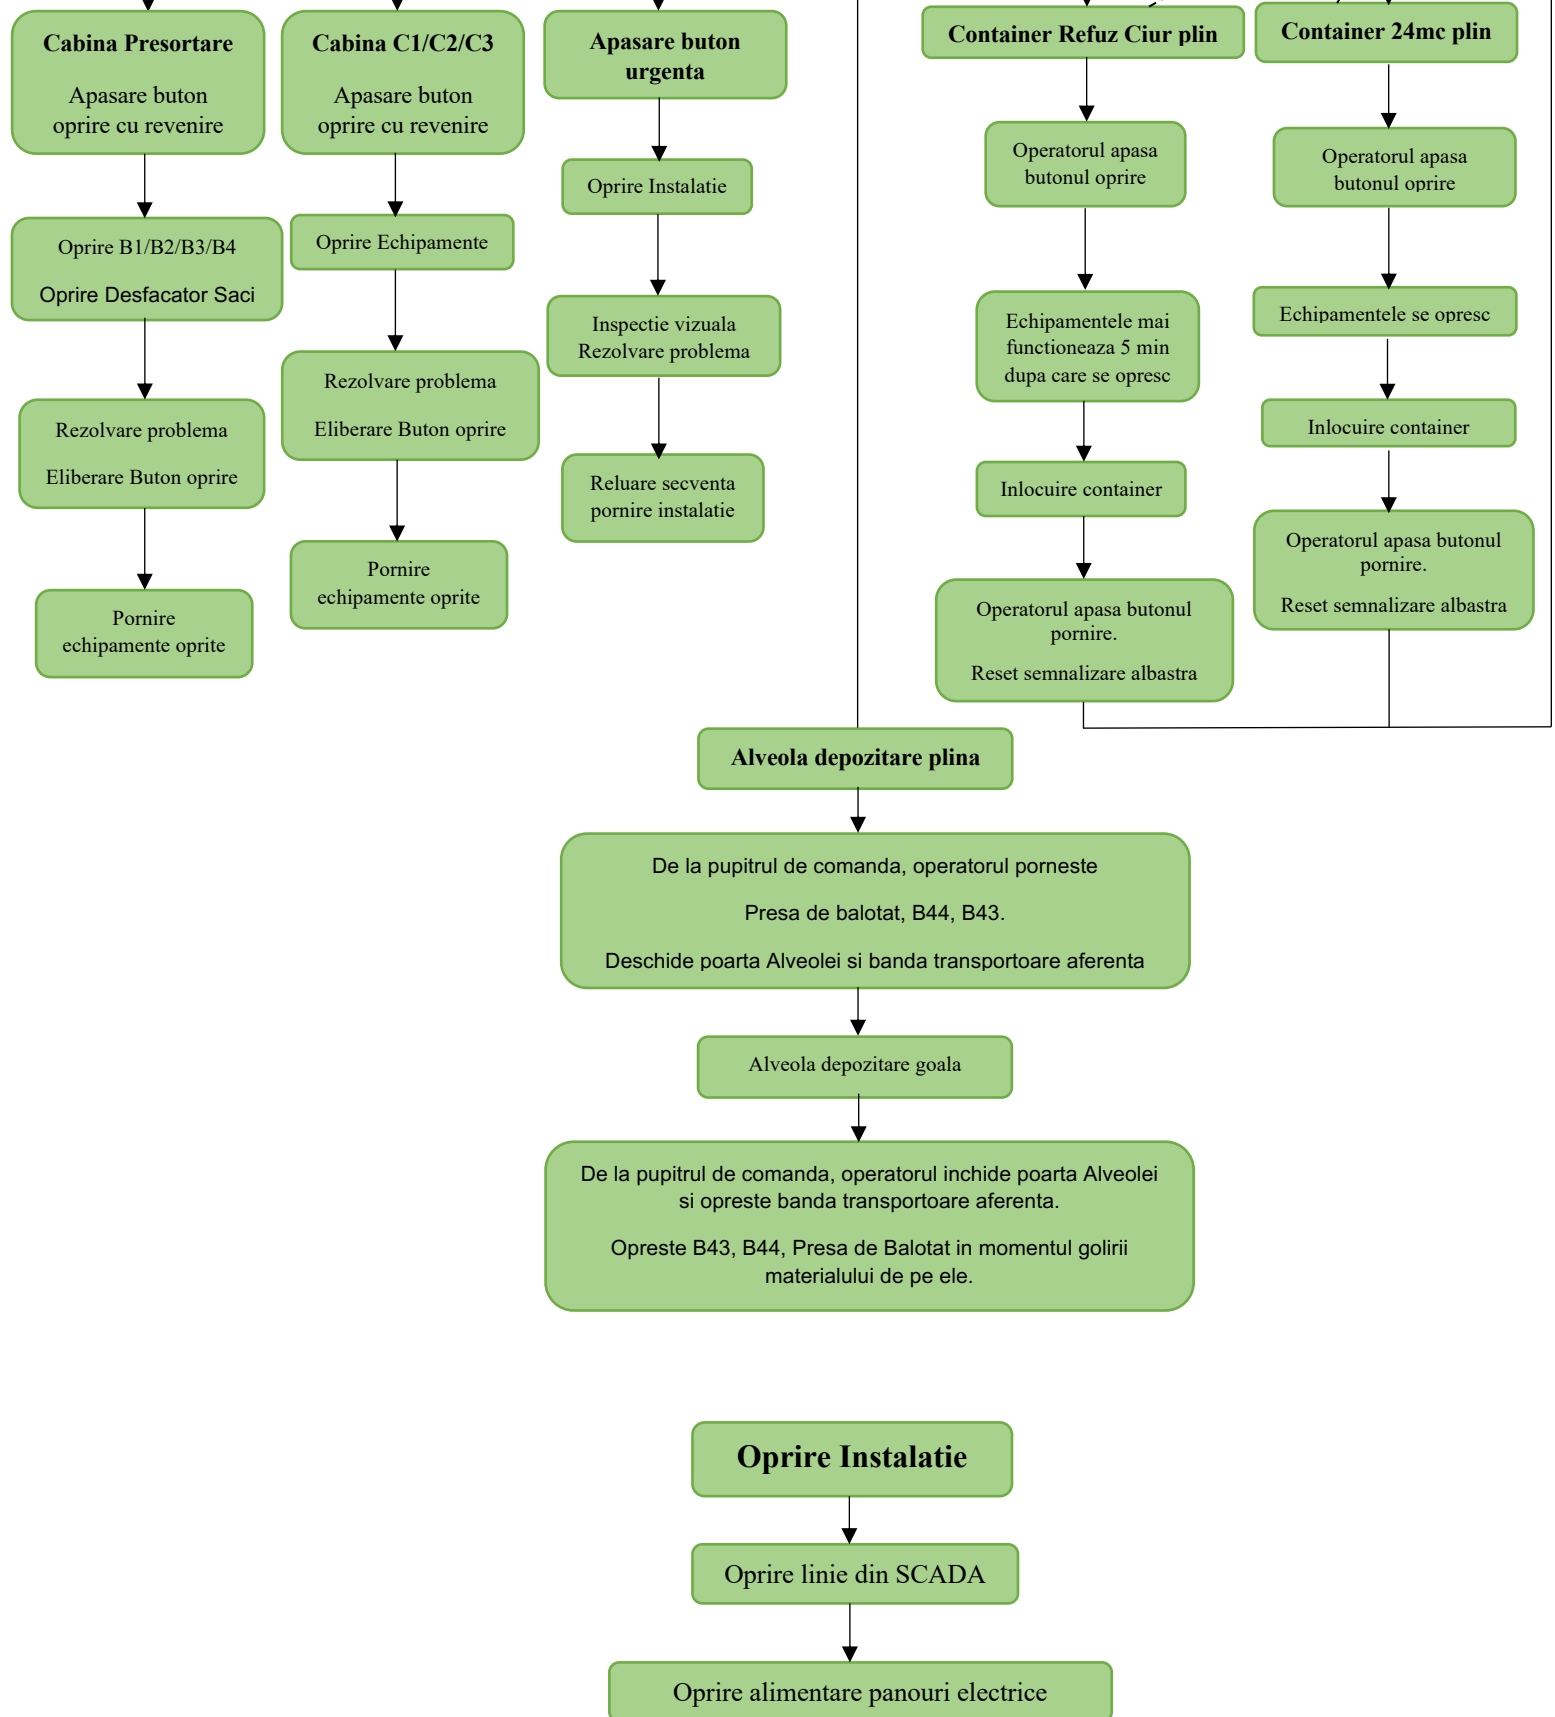 Cabina Presortare
Apasare buton
oprire cu revenire
Oprire B1/B2/B3/B4
Oprire Desfacator Saci
Rezolvare problema
Eliberare Buton oprire
Pornire
echipamente oprite
Cabina C1/C2/C3
Apasare buton
oprire cu revenire
Oprire Echipamente
Rezolvare problema
Eliberare Buton oprire
Pornire
echipamente oprite
Apasare buton
urgenta
Oprire Instalatie
Inspectie vizuala
Rezolvare problema
Reluare secventa
pornire instalatie
Container Refuz Ciur plin
Operatorul apasa
butonul oprire
Echipamentele mai
functioneaza 5 min
dupa care se opresc
Inlocuire container
Operatorul apasa butonul
pornire.
Reset semnalizare albastra
Container 24mc plin
Operatorul apasa
butonul oprire
Echipamentele se opresc
Inlocuire container
Operatorul apasa butonul
pornire.
Reset semnalizare albastra
Alveola depozitare plina
De la pupitrul de comanda, operatorul porneste
Presa de balotat, B44, B43.
Deschide poarta Alveolei si banda transportoare aferenta
Alveola depozitare goala
De la pupitrul de comanda, operatorul inchide poarta Alveolei
si opreste banda transportoare aferenta.
Opreste B43, B44, Presa de Balotat in momentul golirii
materialului de pe ele.
Oprire Instalatie
Oprire linie din SCADA
Oprire alimentare panouri electrice